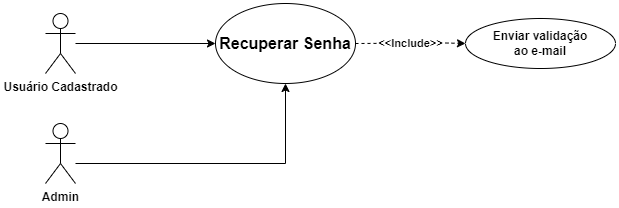 Recuperar Senha
<<Include>>
Enviar validação
ao e-mail
Usuário Cadastrado
Admin